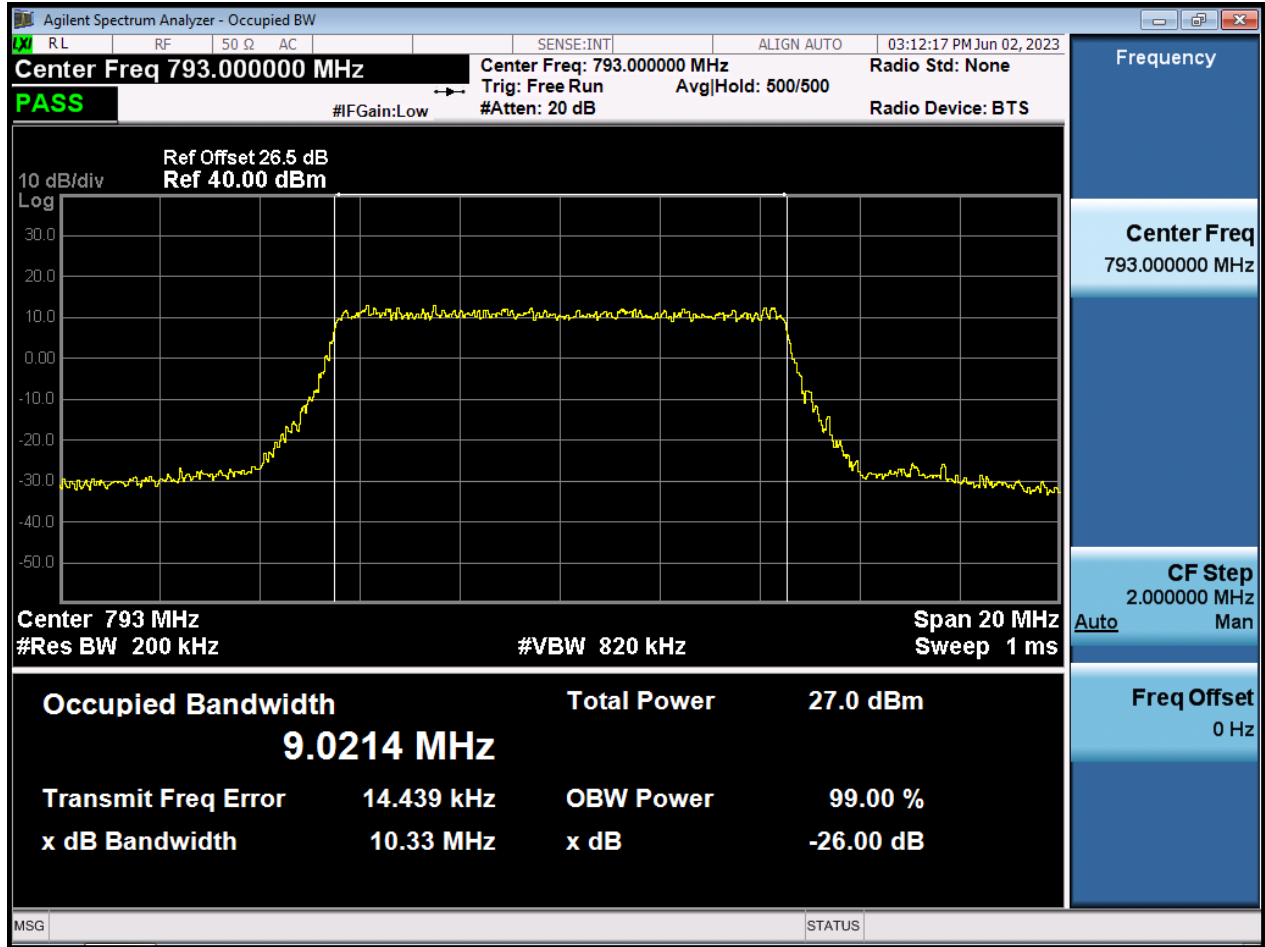 Agilent Spectrum Analyzer - Occupied BW
LXI RL RF 50 Ω AC SENSE:INT ALIGN AUTO 03:12:17 PM Jun 02, 2023
Center Freq 793.000000 MHz
PASS
#IFGain:Low
Center Freq: 793.000000 MHz
Trig: Free Run Avg|Hold: 500/500
#Atten: 20 dB
Radio Std: None
Radio Device: BTS
Ref Offset 26.5 dB
10 dB/div Ref 40.00 dBm
Log
30.0
20.0
10.0
0.00
-10.0
-20.0
-30.0
-40.0
-50.0
Center 793 MHz Span 20 MHz
#Res BW 200 kHz #VBW 820 kHz Sweep 1 ms
Occupied Bandwidth Total Power 27.0 dBm
9.0214 MHz
Transmit Freq Error 14.439 kHz OBW Power 99.00 %
x dB Bandwidth 10.33 MHz x dB -26.00 dB
Frequency
Center Freq
793.000000 MHz
CF Step
2.000000 MHz
Auto Man
Freq Offset
0 Hz
MSG STATUS